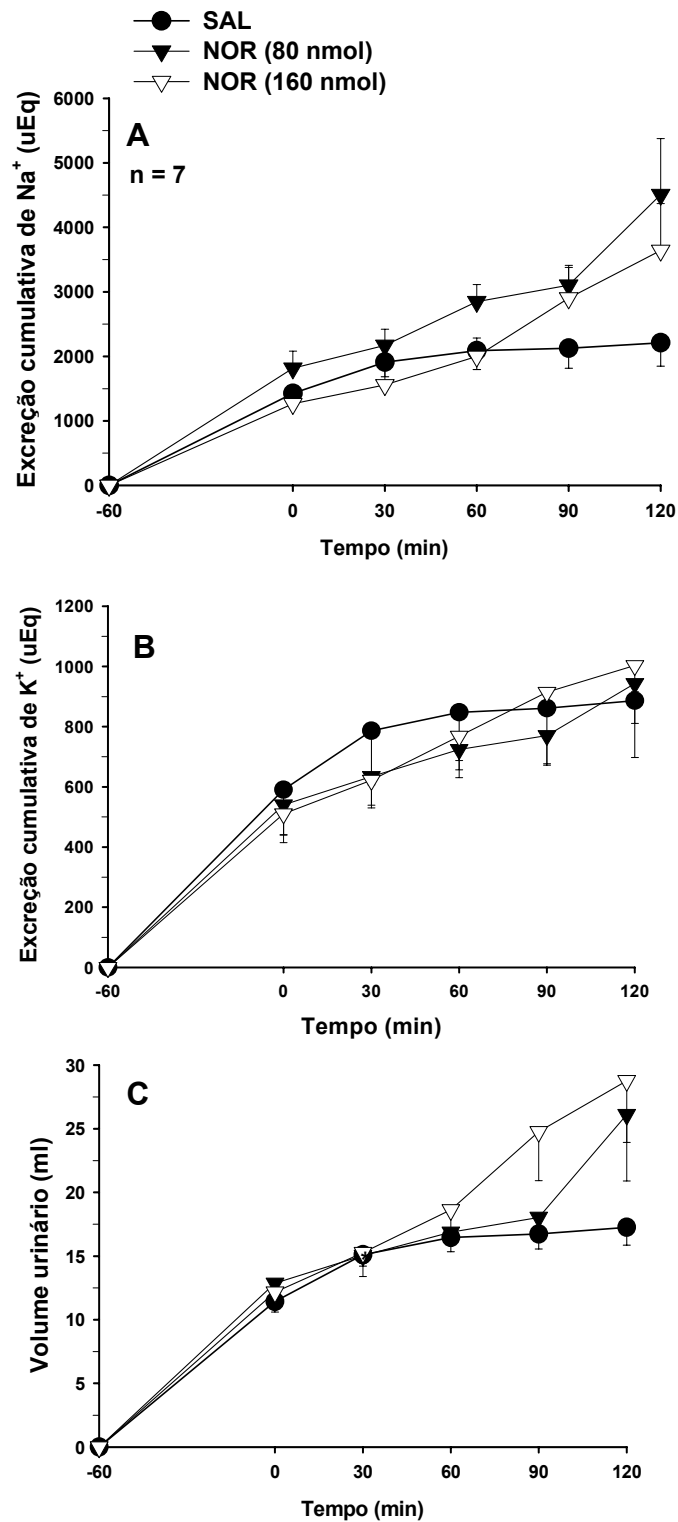 SAL
NOR (80 nmol)
NOR (160 nmol)
A
n = 7
Excreção cumulativa de Na⁺ (uEq)
6000
5000
4000
3000
2000
1000
0
-60 0 30 60 90 120
Tempo (min)
B
Excreção cumulativa de K⁺ (uEq)
1200
1000
800
600
400
200
0
-60 0 30 60 90 120
Tempo (min)
C
Volume urinário (ml)
30
25
20
15
10
5
0
-60 0 30 60 90 120
Tempo (min)